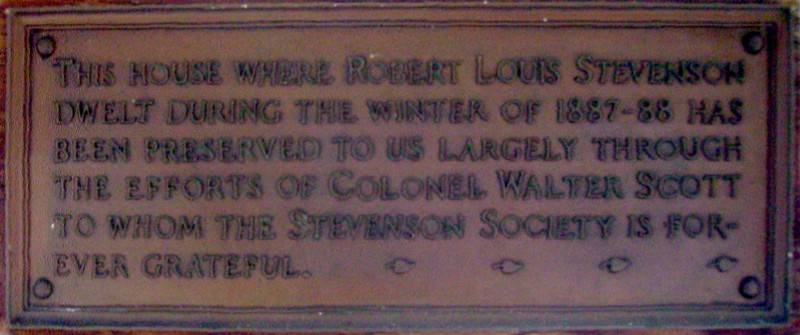 This house where Robert Louis Stevenson
dwelt during the winter of 1887-88 has
been preserved to us largely through
the efforts of Colonel Walter Scott
to whom the Stevenson Society is for-
ever grateful.